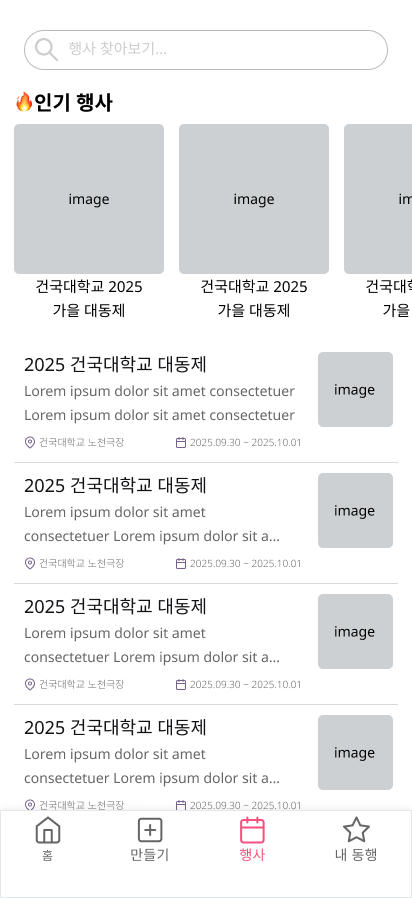 행사 찾아보기...
🔥인기 행사
image
image
im
건국대학교 2025
가을 대동제
건국대학교 2025
가을 대동제
건국대
가을
2025 건국대학교 대동제
Lorem ipsum dolor sit amet consectetuer
Lorem ipsum dolor sit amet consectetuer
건국대학교 노천극장
2025.09.30 ~ 2025.10.01
image
2025 건국대학교 대동제
Lorem ipsum dolor sit amet
consectetuer Lorem ipsum dolor sit a...
건국대학교 노천극장
2025.09.30 ~ 2025.10.01
image
2025 건국대학교 대동제
Lorem ipsum dolor sit amet
consectetuer Lorem ipsum dolor sit a...
건국대학교 노천극장
2025.09.30 ~ 2025.10.01
image
2025 건국대학교 대동제
Lorem ipsum dolor sit amet
consectetuer Lorem ipsum dolor sit a...
건국대학교 노천극장
2025.09.30 ~ 2025.10.01
image
홈
만들기
행사
내 동행